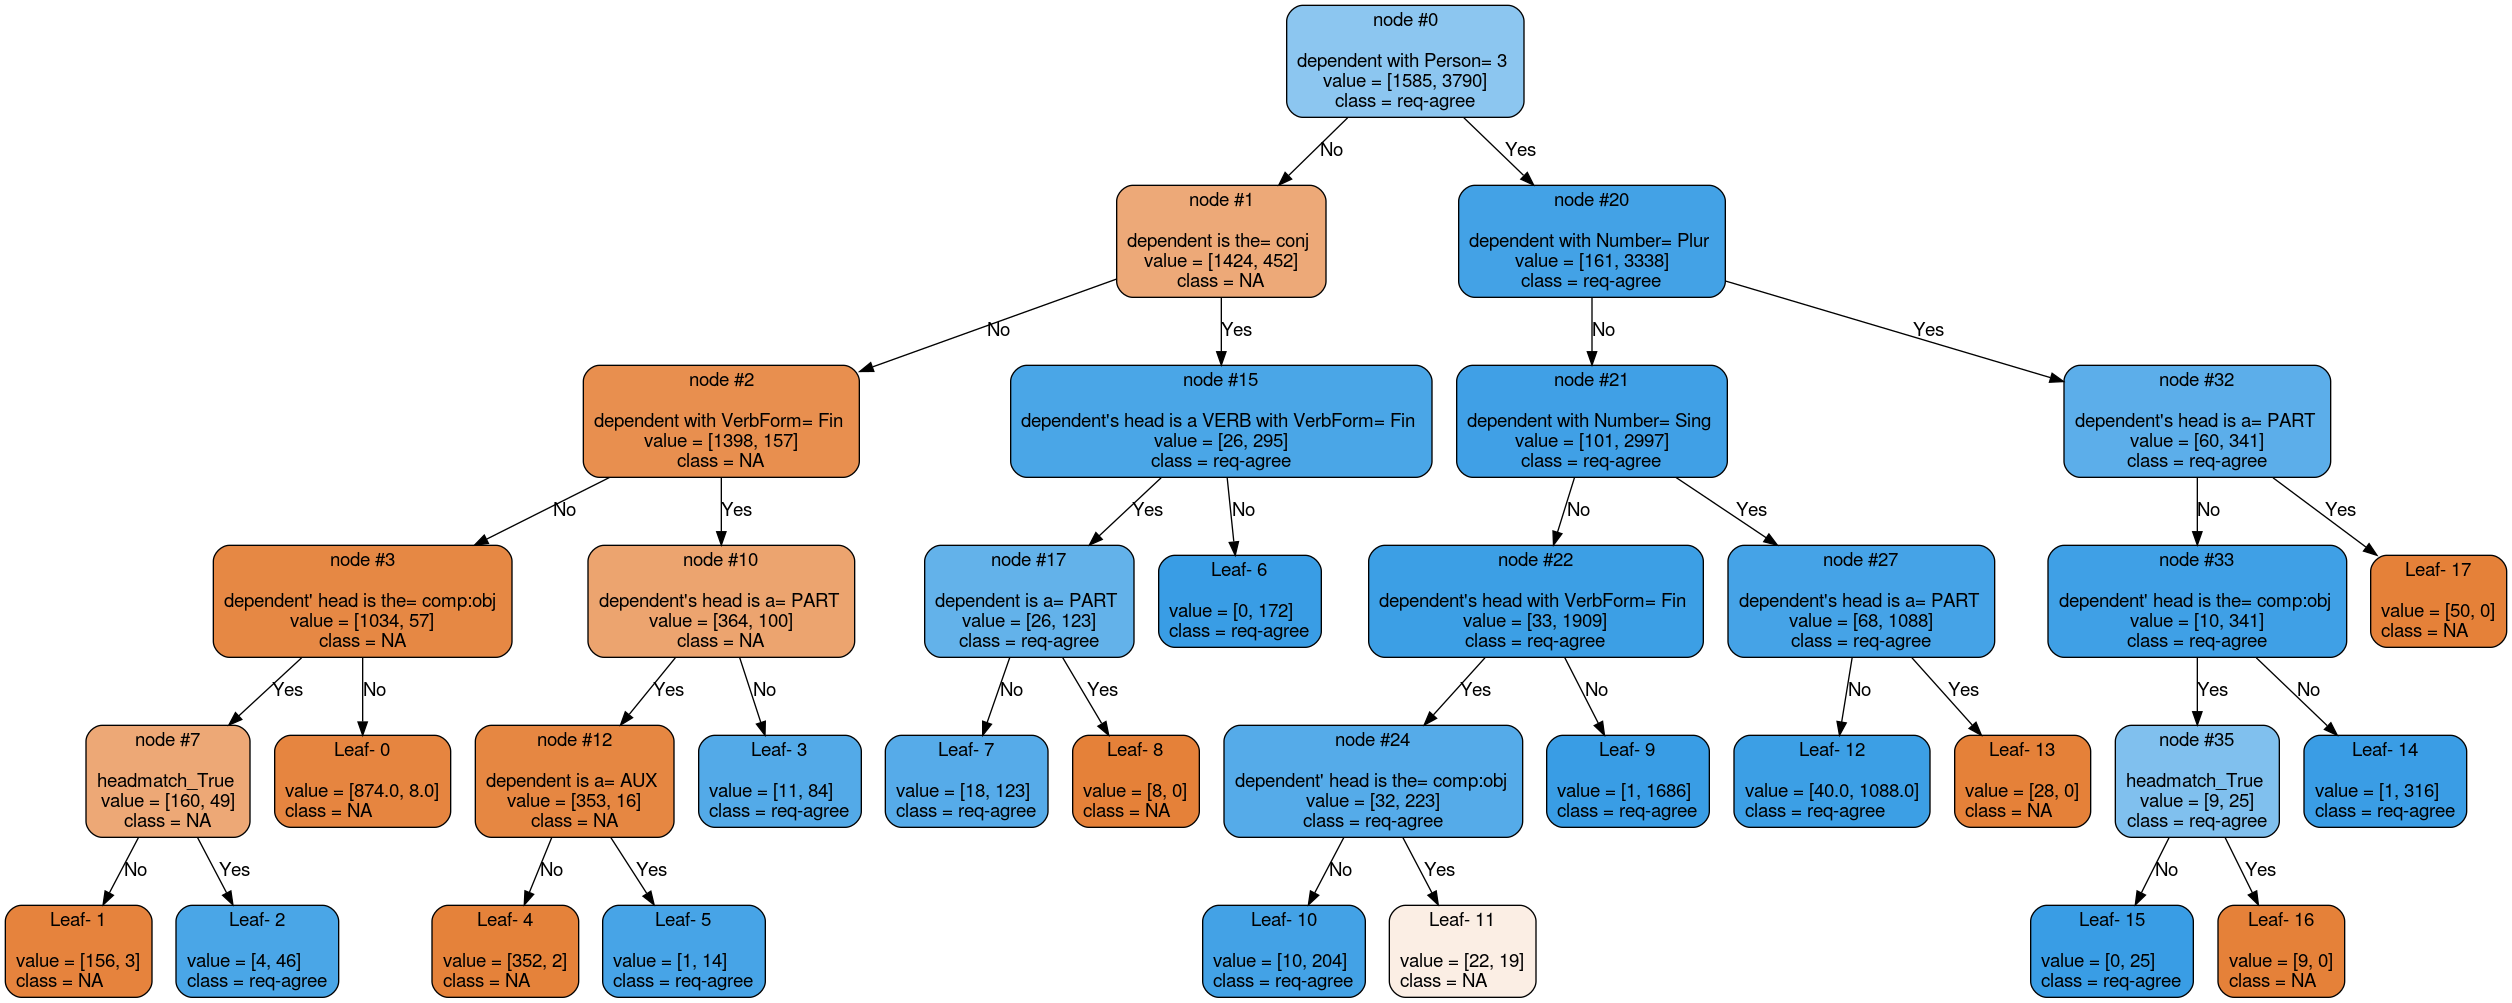 node #0
dependent with Person= 3
value = [1585, 3790]
class = req-agree
No
Yes
node #1
dependent is the= conj
value = [1424, 452]
class = NA
node #20
dependent with Number= Plur
value = [161, 3338]
class = req-agree
No
Yes
No
Yes
node #2
dependent with VerbForm= Fin
value = [1398, 157]
class = NA
node #15
dependent's head is a VERB with VerbForm= Fin
value = [26, 295]
class = req-agree
node #21
dependent with Number= Sing
value = [101, 2997]
class = req-agree
node #32
dependent's head is a= PART
value = [60, 341]
class = req-agree
No
Yes
Yes
No
No
Yes
No
Yes
node #3
dependent' head is the= comp:obj
value = [1034, 57]
class = NA
node #10
dependent's head is a= PART
value = [364, 100]
class = NA
node #17
dependent is a= PART
value = [26, 123]
class = req-agree
Leaf- 6
value = [0, 172]
class = req-agree
node #22
dependent's head with VerbForm= Fin
value = [33, 1909]
class = req-agree
node #27
dependent's head is a= PART
value = [68, 1088]
class = req-agree
node #33
dependent' head is the= comp:obj
value = [10, 341]
class = req-agree
Leaf- 17
value = [50, 0]
class = NA
Yes
No
Yes
No
No
Yes
Yes
No
No
Yes
Yes
No
node #7
headmatch_True
value = [160, 49]
class = NA
Leaf- 0
value = [874.0, 8.0]
class = NA
node #12
dependent is a= AUX
value = [353, 16]
class = NA
Leaf- 3
value = [11, 84]
class = req-agree
Leaf- 7
value = [18, 123]
class = req-agree
Leaf- 8
value = [8, 0]
class = NA
node #24
dependent' head is the= comp:obj
value = [32, 223]
class = req-agree
Leaf- 9
value = [1, 1686]
class = req-agree
Leaf- 12
value = [40.0, 1088.0]
class = req-agree
Leaf- 13
value = [28, 0]
class = NA
node #35
headmatch_True
value = [9, 25]
class = req-agree
Leaf- 14
value = [1, 316]
class = req-agree
No
Yes
No
Yes
No
Yes
No
Yes
Leaf- 1
value = [156, 3]
class = NA
Leaf- 2
value = [4, 46]
class = req-agree
Leaf- 4
value = [352, 2]
class = NA
Leaf- 5
value = [1, 14]
class = req-agree
Leaf- 10
value = [10, 204]
class = req-agree
Leaf- 11
value = [22, 19]
class = NA
Leaf- 15
value = [0, 25]
class = req-agree
Leaf- 16
value = [9, 0]
class = NA